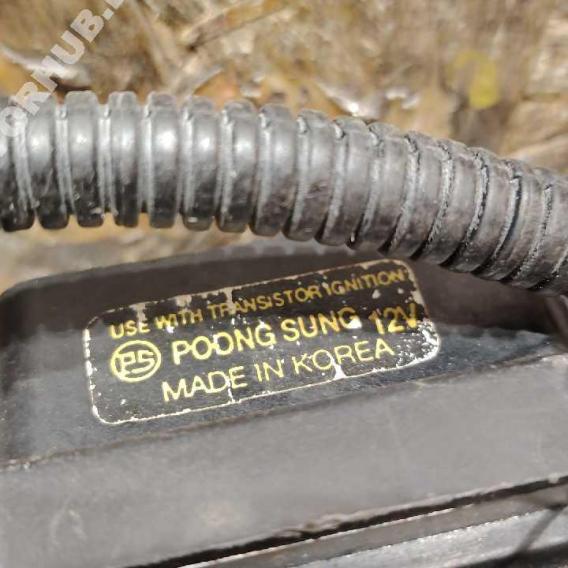 USE WITH TRANSISTOR IGNITION
PS POONG SUNG 12V
MADE IN KOREA